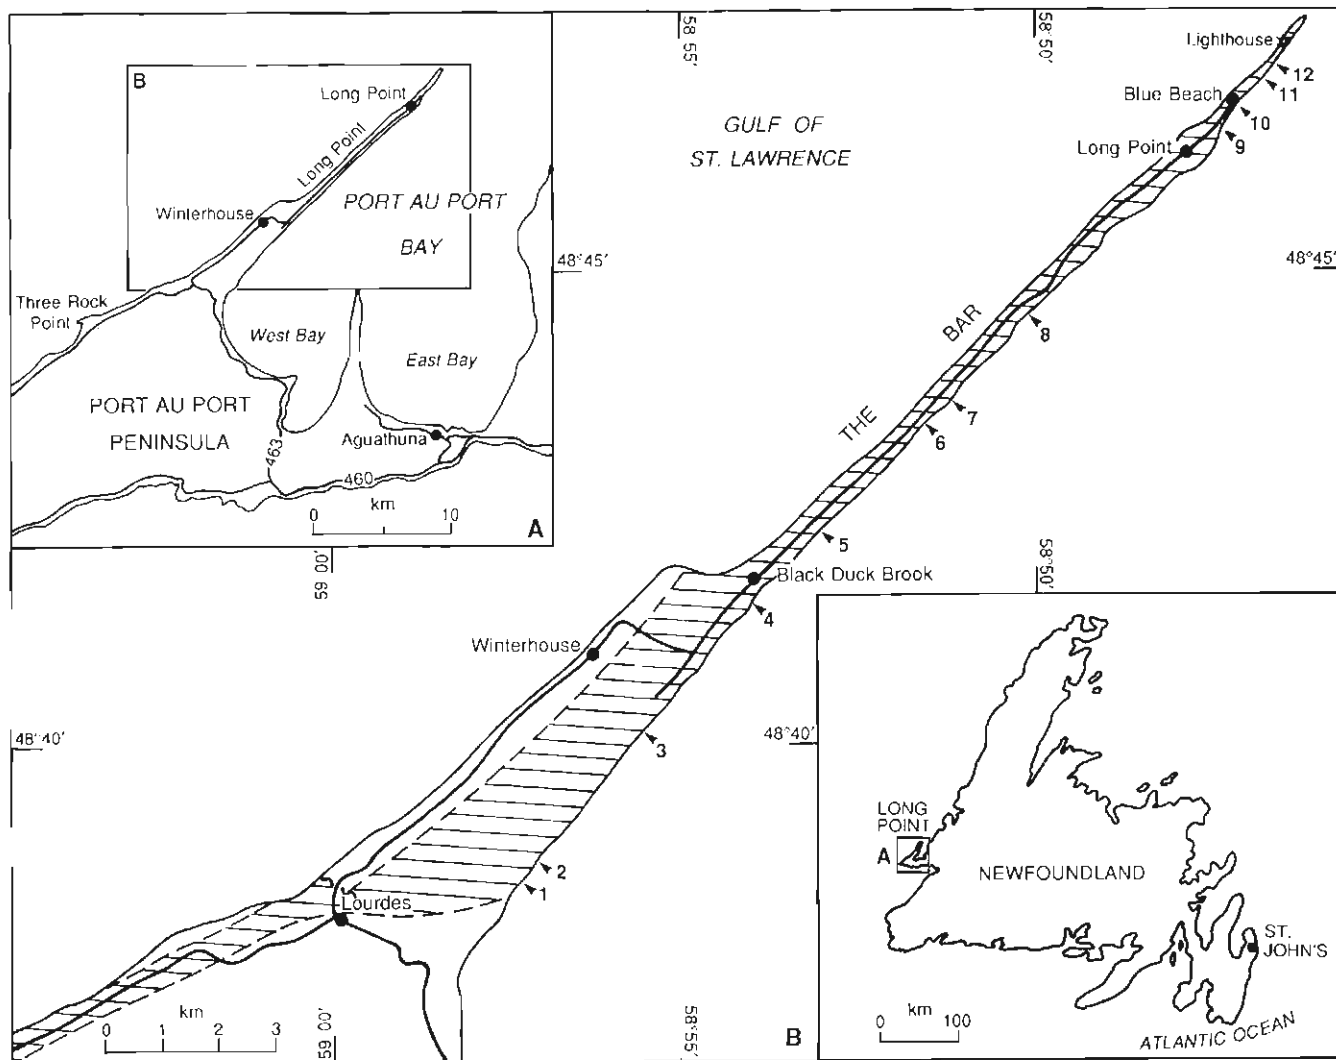 B
Long Point
Long Point
Winterhouse
PORT AU PORT
BAY
Three Rock
Point
West Bay
East Bay
PORT AU PORT
PENINSULA
Aguathuna
463
460
km
0
10
A
48°45'
58°55'
58°50'
GULF OF
ST. LAWRENCE
Lighthouse
12
11
Blue Beach
10
9
Long Point
48°45'
8
THE BAR
7
6
5
59°00'
58°50'
Black Duck Brook
4
Winterhouse
48°40'
48°40'
3
2
1
Lourdes
km
0 1 2 3
59°00'
58°55'
B
LONG
POINT
A
NEWFOUNDLAND
ST.
JOHN'S
km
0 100
ATLANTIC OCEAN